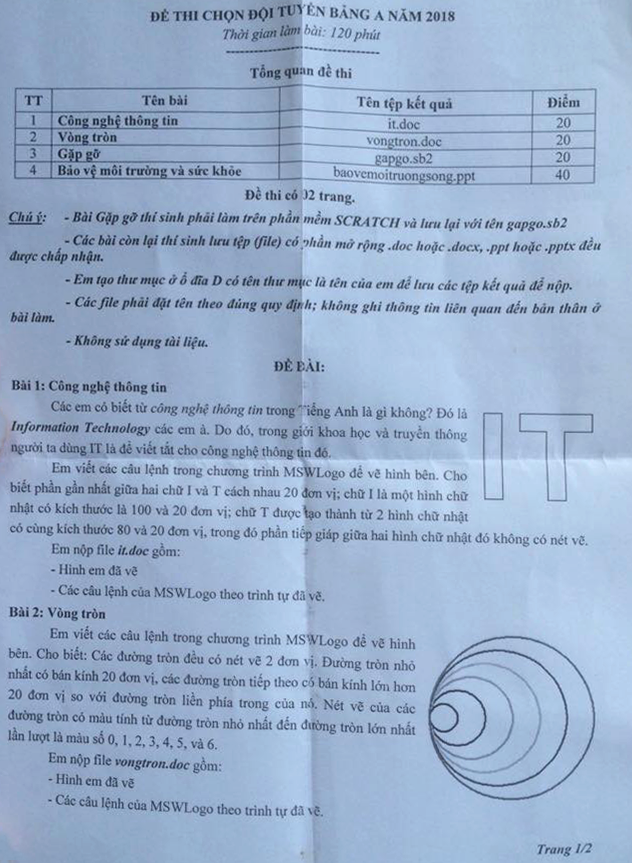 ĐỀ THI CHỌN ĐỘI TUYỂN BẢNG A NĂM 2018
Thời gian làm bài: 120 phút
Tổng quan đề thi
TT Tên bài Tên tệp kết quả Điểm
1 Công nghệ thông tin it.doc 20
2 Vòng tròn vongtron.doc 20
3 Gặp gỡ gapgo.sb2 20
4 Bảo vệ môi trường và sức khỏe baovemoitruongsong.ppt 40
Đề thi có 02 trang.
Chú ý: - Bài Gặp gỡ thí sinh phải làm trên phần mềm SCRATCH và lưu lại với tên gapgo.sb2
- Các bài còn lại thí sinh lưu tệp (file) có phần mở rộng .doc hoặc .docx, .ppt hoặc .pptx đều
được chấp nhận.
- Em tạo thư mục ở ổ đĩa D có tên thư mục là tên của em để lưu các tệp kết quả để nộp.
- Các file phải đặt tên theo đúng quy định; không ghi thông tin liên quan đến bản thân ở
bài làm.
- Không sử dụng tài liệu.
ĐỀ BÀI:
Bài 1: Công nghệ thông tin
Các em có biết từ công nghệ thông tin trong Tiếng Anh là gì không? Đó là
Information Technology các em à. Do đó, trong giới khoa học và truyền thông
người ta dùng IT là để viết tắt cho công nghệ thông tin đó.
Em viết các câu lệnh trong chương trình MSWLogo để vẽ hình bên. Cho
biết phần gần nhất giữa hai chữ I và T cách nhau 20 đơn vị; chữ I là một hình chữ
nhật có kích thước là 100 và 20 đơn vị; chữ T được tạo thành từ 2 hình chữ nhật
có cùng kích thước 80 và 20 đơn vị, trong đó phần tiếp giáp giữa hai hình chữ nhật đó không có nét vẽ.
Em nộp file it.doc gồm:
- Hình em đã vẽ
- Các câu lệnh của MSWLogo theo trình tự đã vẽ.
IT
Bài 2: Vòng tròn
Em viết các câu lệnh trong chương trình MSWLogo để vẽ hình
bên. Cho biết: Các đường tròn đều có nét vẽ 2 đơn vị. Đường tròn nhỏ
nhất có bán kính 20 đơn vị, các đường tròn tiếp theo có bán kính lớn hơn
20 đơn vị so với đường tròn liền phía trong của nó. Nét vẽ của các
đường tròn có màu tính từ đường tròn nhỏ nhất đến đường tròn lớn nhất
lần lượt là màu số 0, 1, 2, 3, 4, 5, và 6.
Em nộp file vongtron.doc gồm:
- Hình em đã vẽ
- Các câu lệnh của MSWLogo theo trình tự đã vẽ.
Trang 1/2